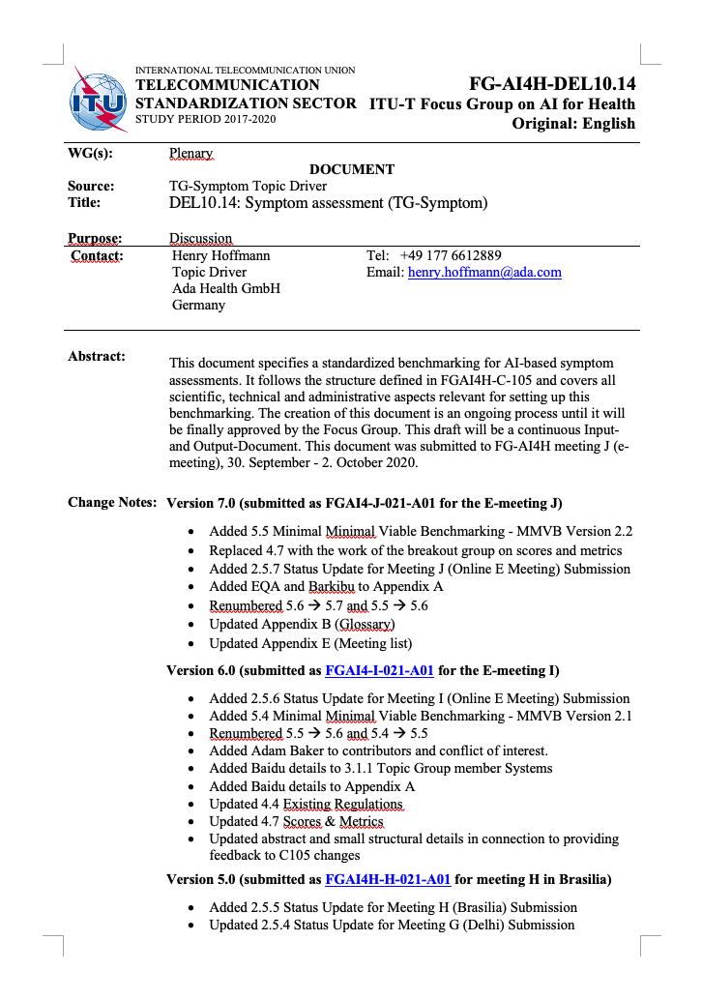 ITU
INTERNATIONAL TELECOMMUNICATION UNION
TELECOMMUNICATION
STANDARDIZATION SECTOR
STUDY PERIOD 2017-2020
FG-AI4H-DEL10.14
ITU-T Focus Group on AI for Health
Original: English
WG(s): Plenary
DOCUMENT
Source: TG-Symptom Topic Driver
Title: DEL10.14: Symptom assessment (TG-Symptom)
Purpose: Discussion
Contact: Henry Hoffmann Tel: +49 177 6612889
Topic Driver Email: henry.hoffmann@ada.com
Ada Health GmbH
Germany
Abstract:
This document specifies a standardized benchmarking for AI-based symptom
assessments. It follows the structure defined in FGAI4H-C-105 and covers all
scientific, technical and administrative aspects relevant for setting up this
benchmarking. The creation of this document is an ongoing process until it will
be finally approved by the Focus Group. This draft will be a continuous Input-
and Output-Document. This document was submitted to FG-AI4H meeting J (e-
meeting), 30. September - 2. October 2020.
Change Notes: Version 7.0 (submitted as FGAI4-J-021-A01 for the E-meeting J)
• Added 5.5 Minimal Minimal Viable Benchmarking - MMVB Version 2.2
• Replaced 4.7 with the work of the breakout group on scores and metrics
• Added 2.5.7 Status Update for Meeting J (Online E Meeting) Submission
• Added EQA and Barkibu to Appendix A
• Renumbered 5.6 → 5.7 and 5.5 → 5.6
• Updated Appendix B (Glossary)
• Updated Appendix E (Meeting list)
Version 6.0 (submitted as FGAI4-I-021-A01 for the E-meeting I)
• Added 2.5.6 Status Update for Meeting I (Online E Meeting) Submission
• Added 5.4 Minimal Minimal Viable Benchmarking - MMVB Version 2.1
• Renumbered 5.5 → 5.6 and 5.4 → 5.5
• Added Adam Baker to contributors and conflict of interest.
• Added Baidu details to 3.1.1 Topic Group member Systems
• Added Baidu details to Appendix A
• Updated 4.4 Existing Regulations
• Updated 4.7 Scores & Metrics
• Updated abstract and small structural details in connection to providing
feedback to C105 changes
Version 5.0 (submitted as FGAI4H-H-021-A01 for meeting H in Brasilia)
• Added 2.5.5 Status Update for Meeting H (Brasilia) Submission
• Updated 2.5.4 Status Update for Meeting G (Delhi) Submission